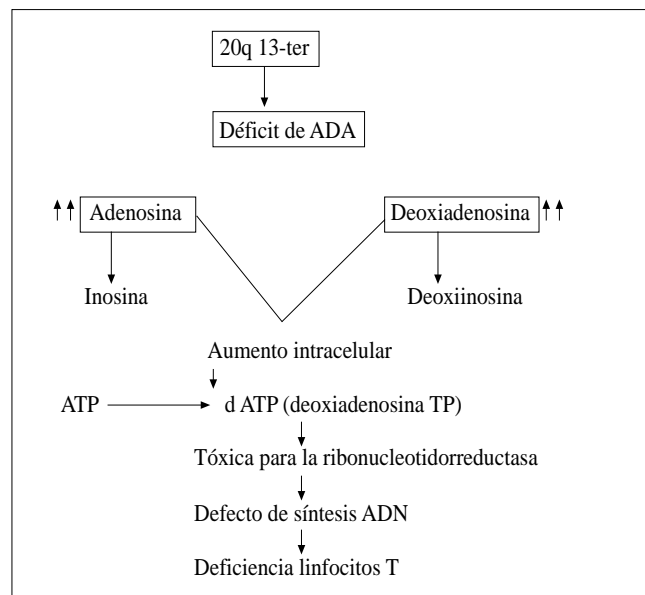 20q 13-ter
Déficit de ADA
Adenosina
Deoxiadenosina
Inosina
Deoxiinosina
Aumento intracelular
ATP
d ATP (deoxiadenosina TP)
Tóxica para la ribonucleotidorreductasa
Defecto de síntesis ADN
Deficiencia linfocitos T